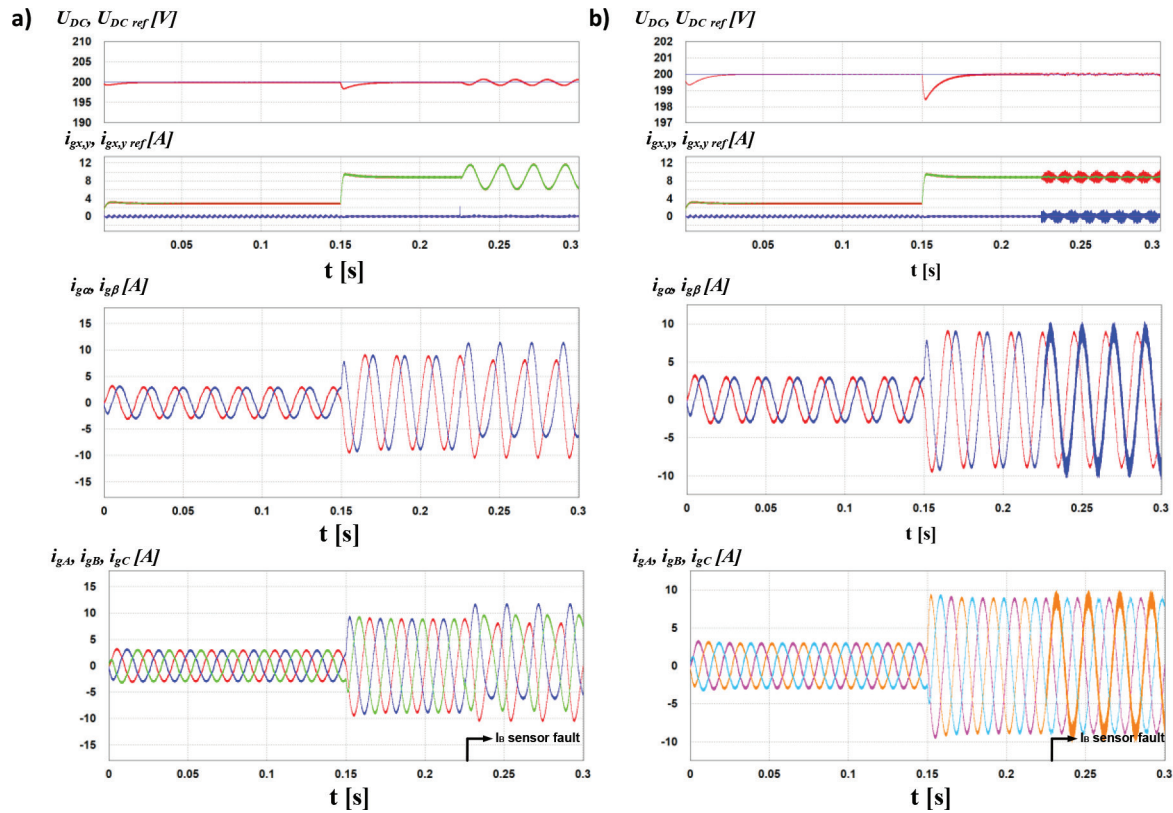 a)
U_DC, U_DC ref [V]
210
205
200
195
190
i_gx,y, i_gx,y ref [A]
12
8
4
0
0.05 0.1 0.15 0.2 0.25 0.3
t [s]
i_gα, i_gβ [A]
15
10
5
0
-5
-10
-15
0 0.05 0.1 0.15 0.2 0.25 0.3
t [s]
i_gA, i_gB, i_gC [A]
15
10
5
0
-5
-10
-15
I_B sensor fault
0 0.05 0.1 0.15 0.2 0.25 0.3
t [s]
b)
U_DC, U_DC ref [V]
202
201
200
199
198
197
i_gx,y, i_gx,y ref [A]
12
8
4
0
0.05 0.1 0.15 0.2 0.25 0.3
t [s]
i_gα, i_gβ [A]
10
5
0
-5
-10
0 0.05 0.1 0.15 0.2 0.25 0.3
t [s]
i_gA, i_gB, i_gC [A]
10
5
0
-5
-10
I_B sensor fault
0 0.05 0.1 0.15 0.2 0.25 0.3
t [s]